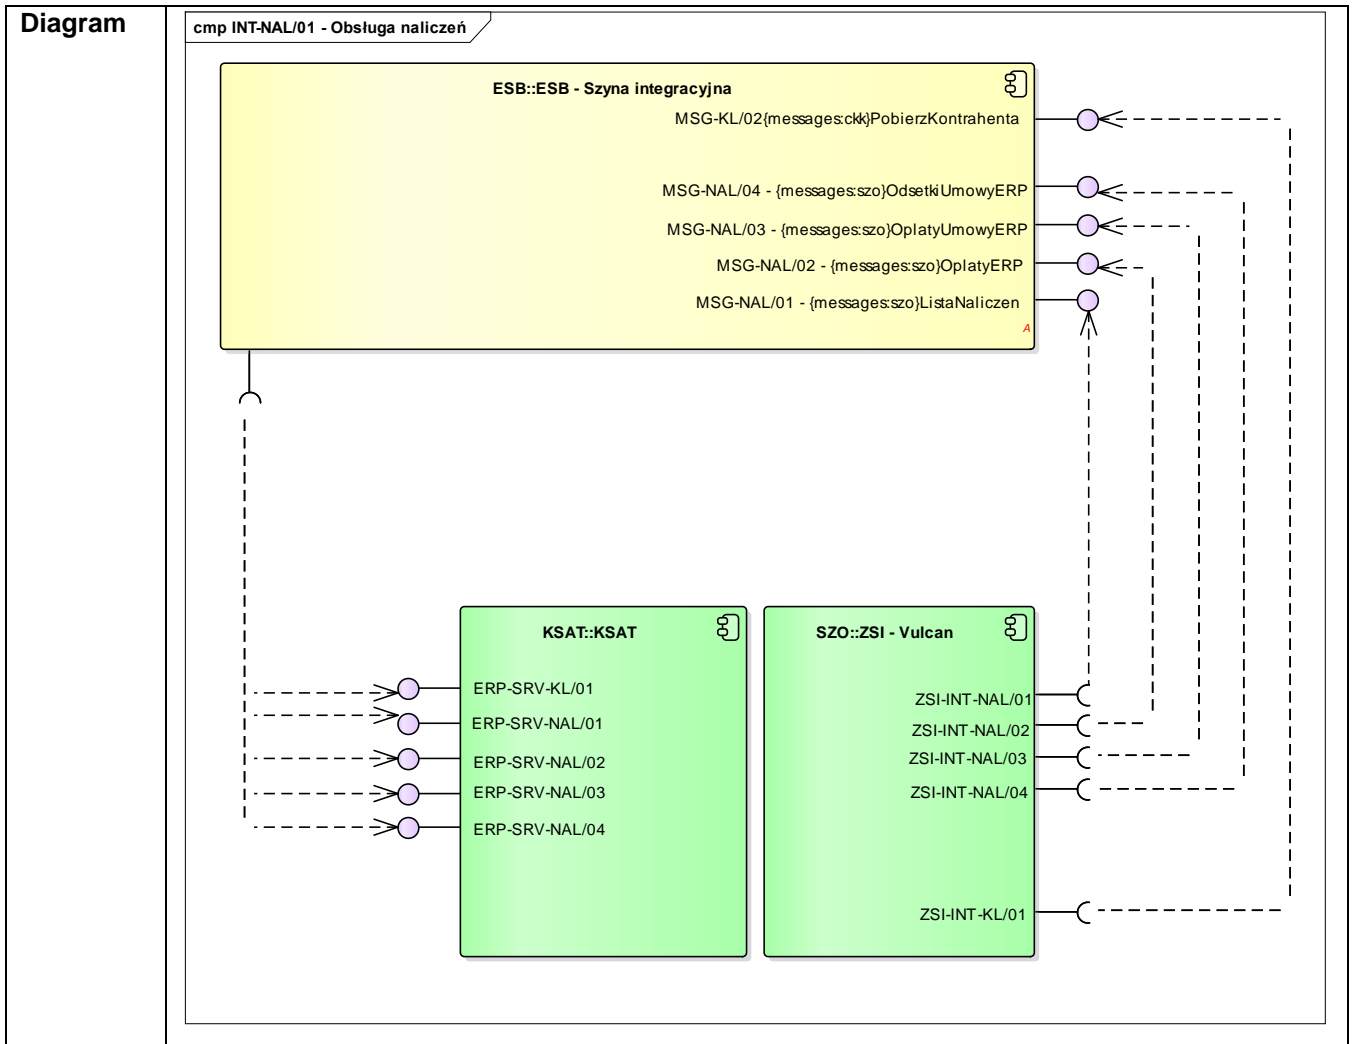 Diagram
cmp INT-NAL/01 - Obsługa naliczeń
ESB::ESB - Szyna integracyjna
MSG-KL/02{messages:ckk}PobierzKontrahenta
MSG-NAL/04 - {messages:szo}OdsetkiUmowyERP
MSG-NAL/03 - {messages:szo}OplatyUmowyERP
MSG-NAL/02 - {messages:szo}OplatyERP
MSG-NAL/01 - {messages:szo}ListaNaliczen
A
KSAT::KSAT
ERP-SRV-KL/01
ERP-SRV-NAL/01
ERP-SRV-NAL/02
ERP-SRV-NAL/03
ERP-SRV-NAL/04
SZO::ZSI - Vulcan
ZSI-INT-NAL/01
ZSI-INT-NAL/02
ZSI-INT-NAL/03
ZSI-INT-NAL/04
ZSI-INT-KL/01